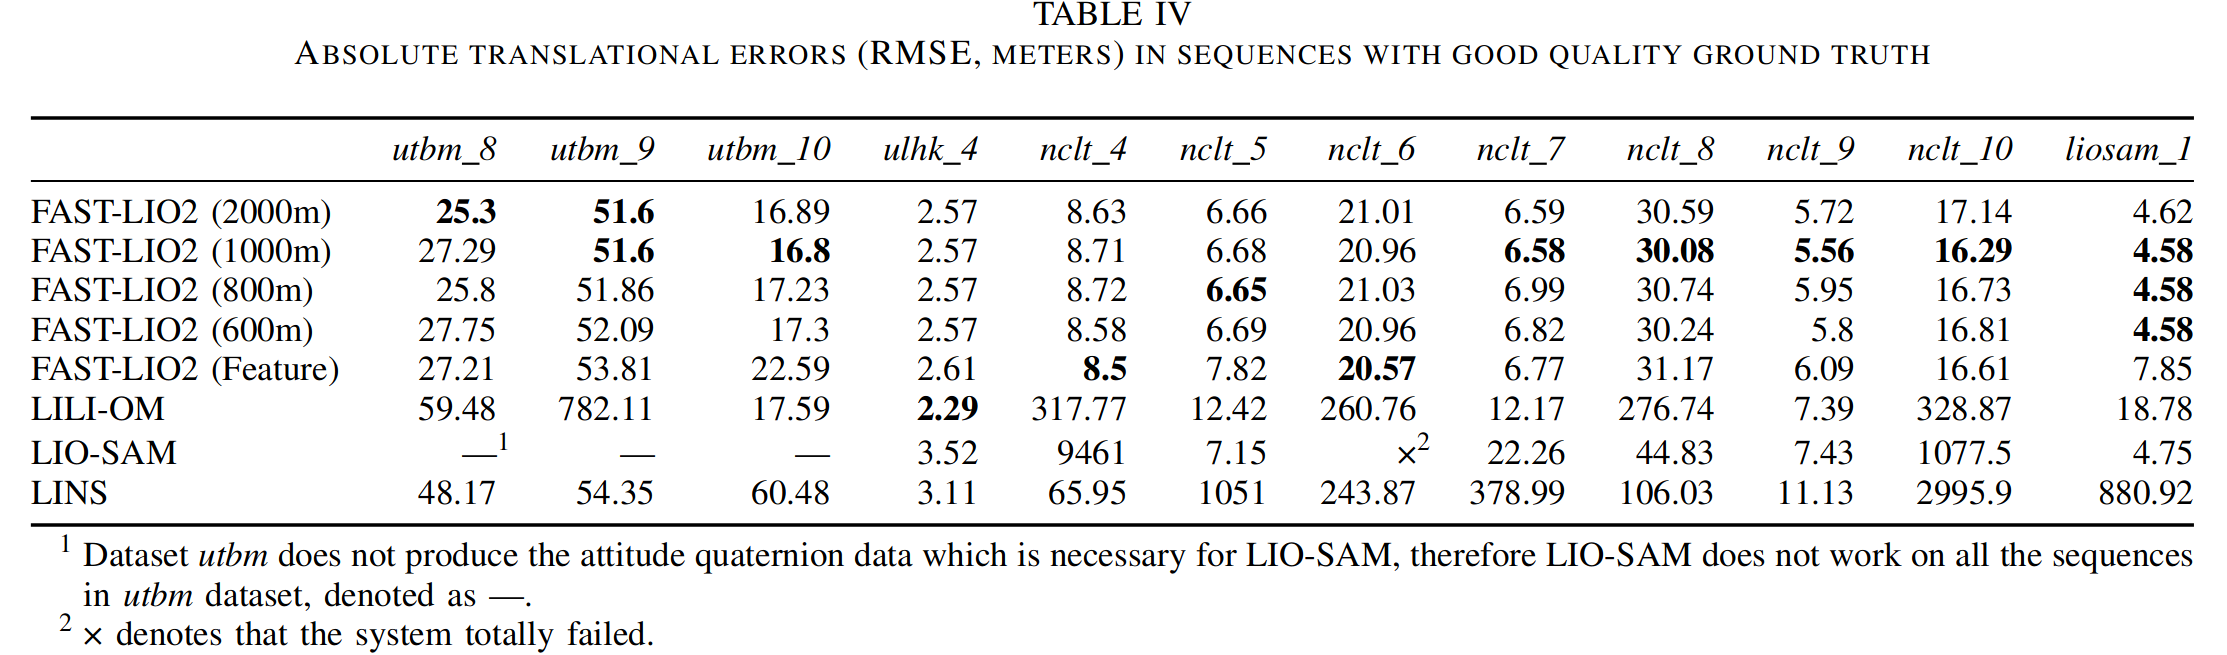 TABLE IV
ABSOLUTE TRANSLATIONAL ERRORS (RMSE, METERS) IN SEQUENCES WITH GOOD QUALITY GROUND TRUTH
utbm_8 utbm_9 utbm_10 ulhk_4 nclt_4 nclt_5 nclt_6 nclt_7 nclt_8 nclt_9 nclt_10 liosam_1
FAST-LIO2 (2000m) 25.3 51.6 16.89 2.57 8.63 6.66 21.01 6.59 30.59 5.72 17.14 4.62
FAST-LIO2 (1000m) 27.29 51.6 16.8 2.57 8.71 6.68 20.96 6.58 30.08 5.56 16.29 4.58
FAST-LIO2 (800m) 25.8 51.86 17.23 2.57 8.72 6.65 21.03 6.99 30.74 5.95 16.73 4.58
FAST-LIO2 (600m) 27.75 52.09 17.3 2.57 8.58 6.69 20.96 6.82 30.24 5.8 16.81 4.58
FAST-LIO2 (Feature) 27.21 53.81 22.59 2.61 8.5 7.82 20.57 6.77 31.17 6.09 16.61 7.85
LILI-OM 59.48 782.11 17.59 2.29 317.77 12.42 260.76 12.17 276.74 7.39 328.87 18.78
LIO-SAM —¹ — — 3.52 9461 7.15 ×² 22.26 44.83 7.43 1077.5 4.75
LINS 48.17 54.35 60.48 3.11 65.95 1051 243.87 378.99 106.03 11.13 2995.9 880.92
¹ Dataset utbm does not produce the attitude quaternion data which is necessary for LIO-SAM, therefore LIO-SAM does not work on all the sequences
in utbm dataset, denoted as —.
² × denotes that the system totally failed.